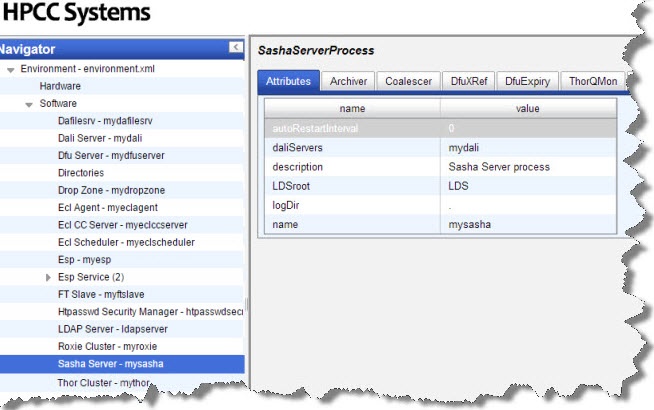 HPCC Systems
Navigator
Environment - environment.xml
Hardware
Software
Dafilesrv - mydafilesrv
Dali Server - mydali
Dfu Server - mydfuserver
Directories
Drop Zone - mydropzone
Ecl Agent - myeclagent
Ecl CC Server - myeclccserver
Ecl Scheduler - myeclscheduler
Esp - myesp
Esp Service (2)
FT Slave - myftslave
Htpasswd Security Manager - htpasswdsecu
LDAP Server - ldapserver
Roxie Cluster - myroxie
Sasha Server - mysasha
Thor Cluster - mythor
SashaServerProcess
Attributes Archiver Coalescer DfuXRef DfuExpiry ThorQMon
name value
autoRestartInterval 0
daliServers mydali
description Sasha Server process
LDSroot LDS
logDir .
name mysasha